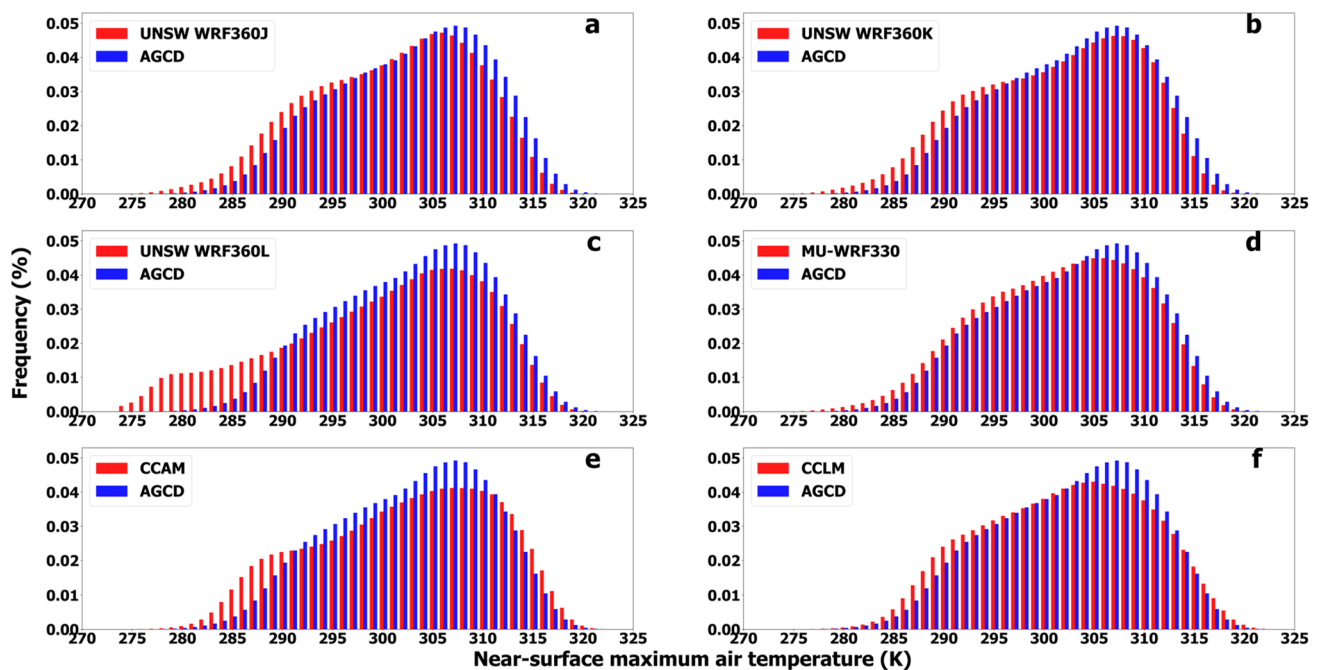 0.05
0.04
0.03
0.02
0.01
0.00
UNSW WRF360J
AGCD
a
270 275 280 285 290 295 300 305 310 315 320 325
0.05
0.04
0.03
0.02
0.01
0.00
UNSW WRF360K
AGCD
b
270 275 280 285 290 295 300 305 310 315 320 325
Frequency (%)
0.05
0.04
0.03
0.02
0.01
0.00
UNSW WRF360L
AGCD
c
270 275 280 285 290 295 300 305 310 315 320 325
0.05
0.04
0.03
0.02
0.01
0.00
MU-WRF330
AGCD
d
270 275 280 285 290 295 300 305 310 315 320 325
0.05
0.04
0.03
0.02
0.01
0.00
CCAM
AGCD
e
270 275 280 285 290 295 300 305 310 315 320 325
0.05
0.04
0.03
0.02
0.01
0.00
CCLM
AGCD
f
270 275 280 285 290 295 300 305 310 315 320 325
Near-surface maximum air temperature (K)